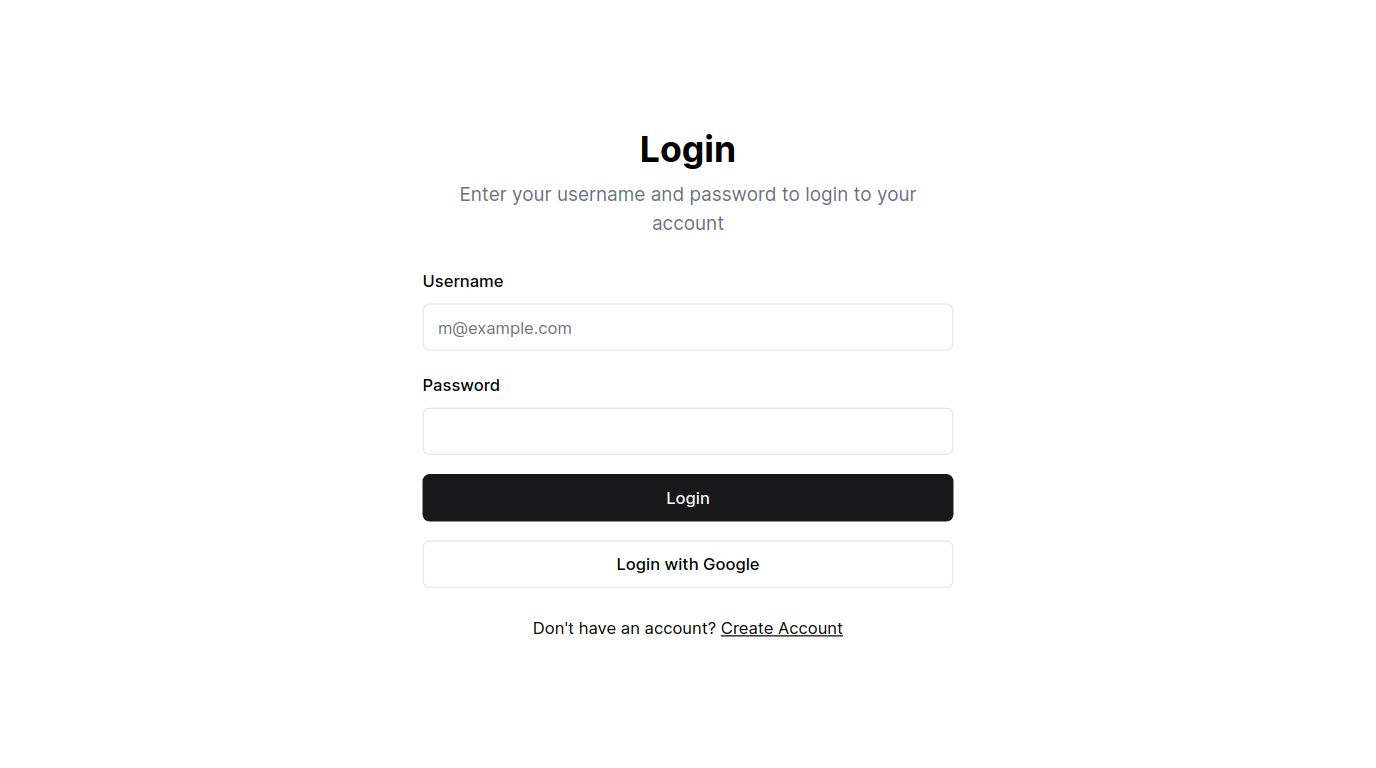 Login
Enter your username and password to login to your
account
Username
m@example.com
Password
Login
Login with Google
Don't have an account? Create Account